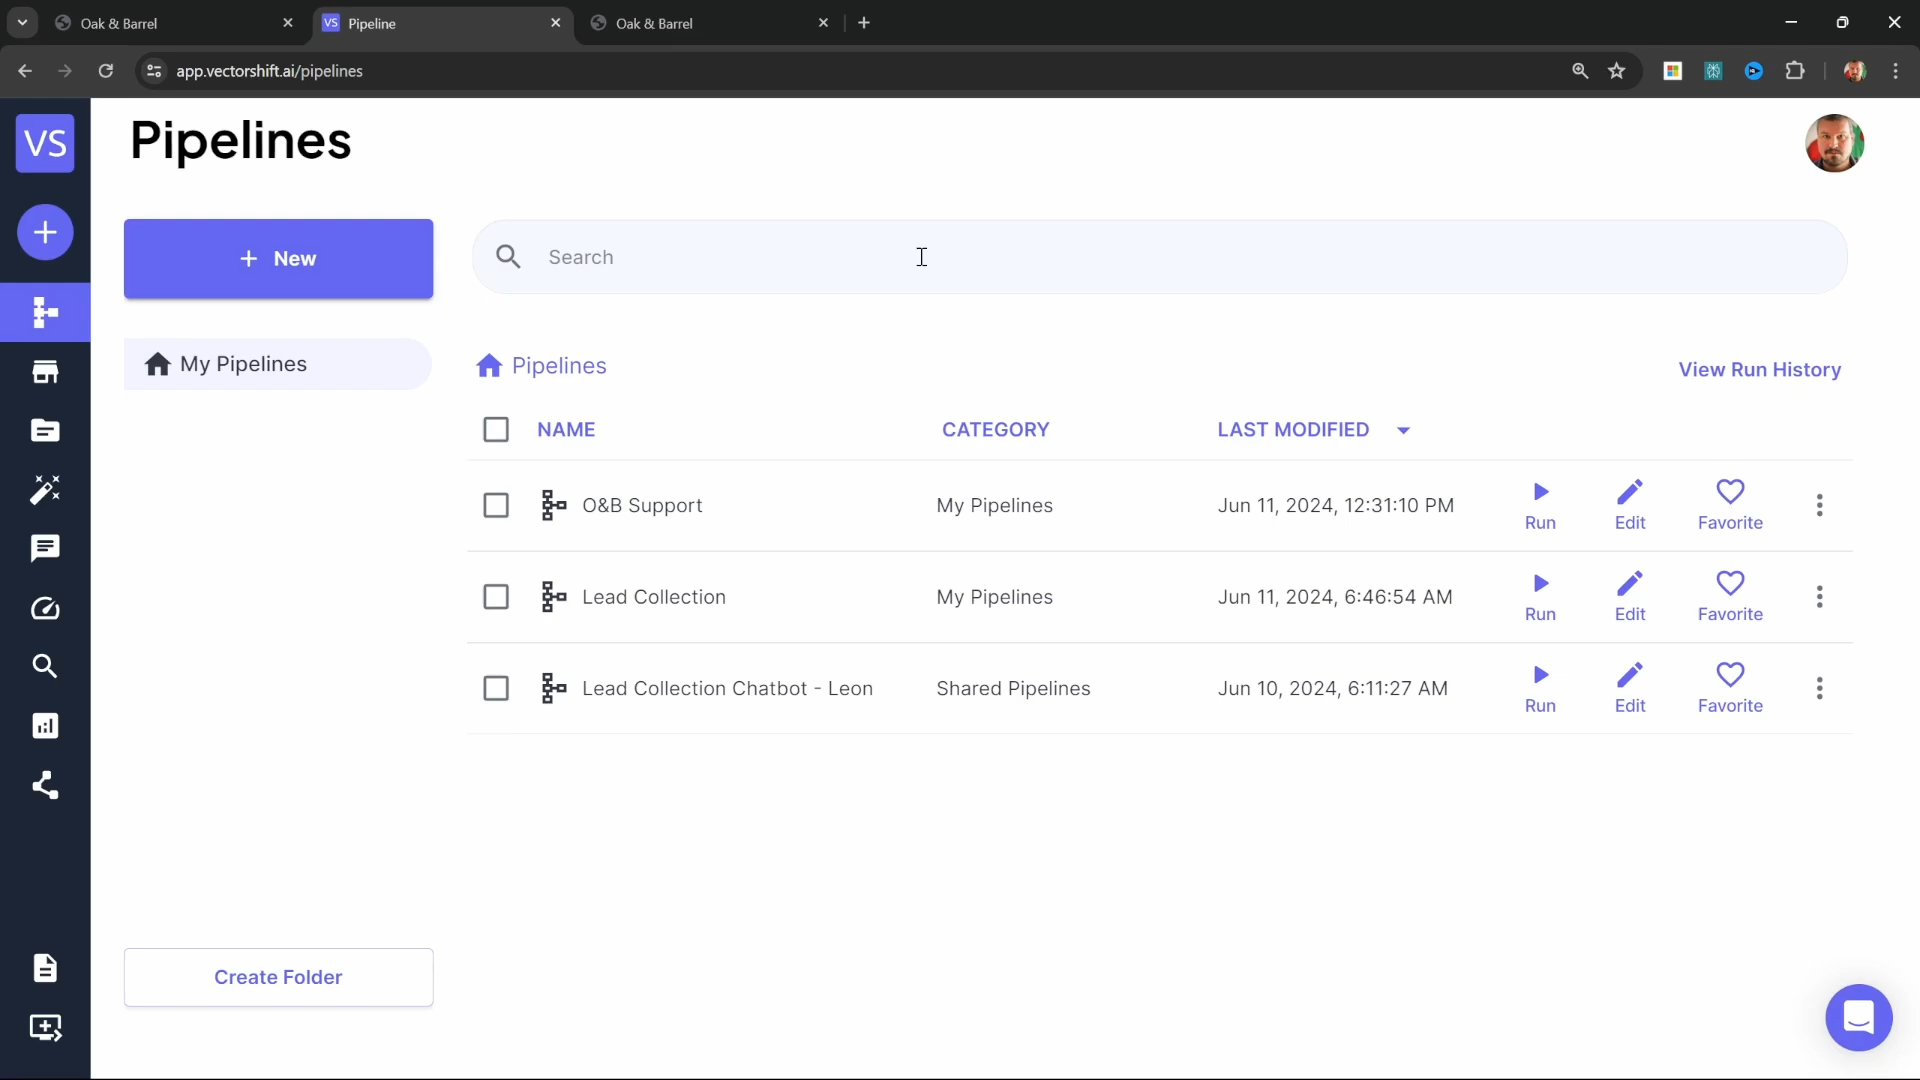 Oak & Barrel
VS Pipeline
Oak & Barrel
app.vectorshift.ai/pipelines
VS
Pipelines
+ New
Search
My Pipelines
Pipelines
View Run History
NAME CATEGORY LAST MODIFIED
O&B Support My Pipelines Jun 11, 2024, 12:31:10 PM Run Edit Favorite
Lead Collection My Pipelines Jun 11, 2024, 6:46:54 AM Run Edit Favorite
Lead Collection Chatbot - Leon Shared Pipelines Jun 10, 2024, 6:11:27 AM Run Edit Favorite
Create Folder